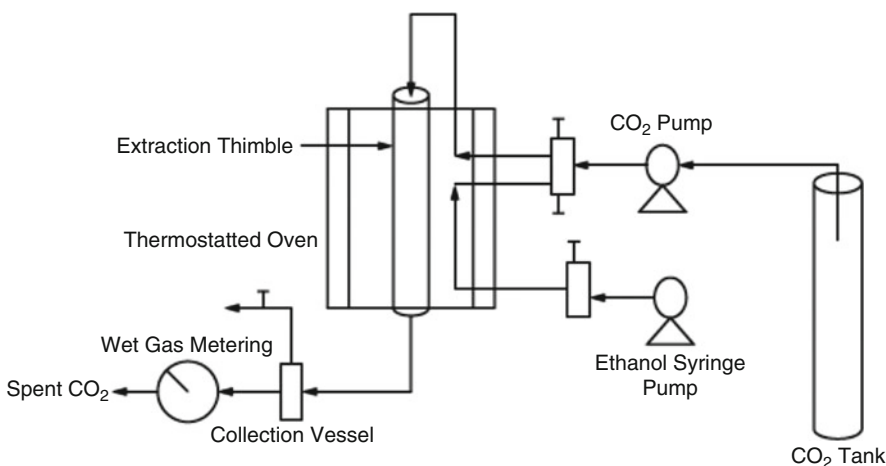 CO₂ Pump
Extraction Thimble
Thermostatted Oven
Wet Gas Metering
Ethanol Syringe
Pump
Spent CO₂
Collection Vessel
CO₂ Tank